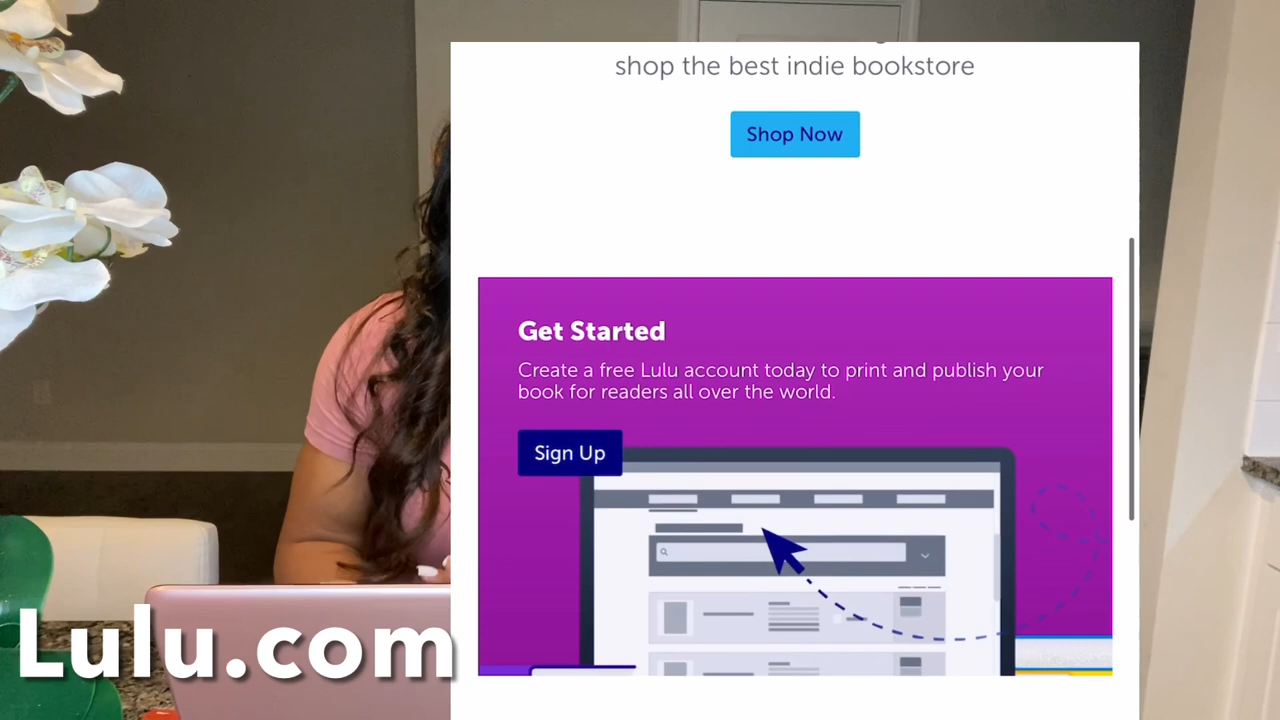 shop the best indie bookstore
Shop Now
Get Started
Create a free Lulu account today to print and publish your
book for readers all over the world.
Sign Up
Lulu.com